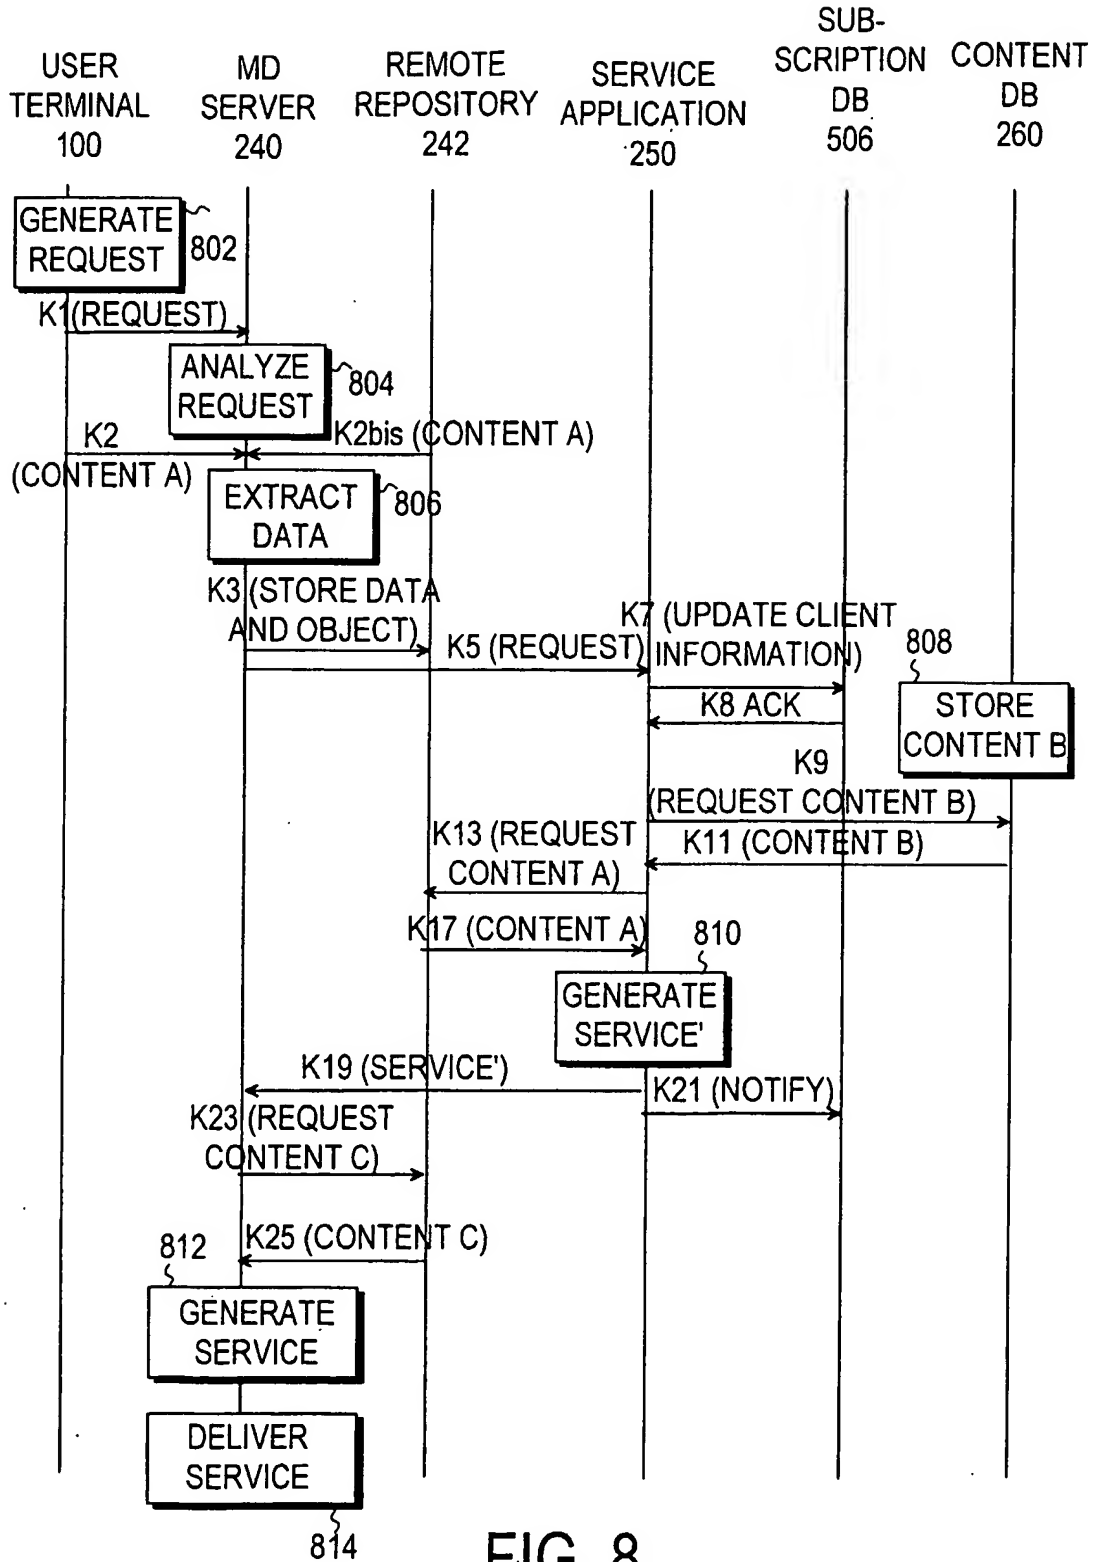 USER
TERMINAL
100
MD
SERVER
240
REMOTE
REPOSITORY
242
SERVICE
APPLICATION
250
SUB-
SCRIPTION
DB
506
CONTENT
DB
260
GENERATE
REQUEST
802
K1(REQUEST)
ANALYZE
REQUEST
804
K2
(CONTENT A)
K2bis (CONTENT A)
EXTRACT
DATA
806
K3 (STORE DATA
AND OBJECT)
K5 (REQUEST)
K7 (UPDATE CLIENT
INFORMATION)
K8 ACK
808
STORE
CONTENT B
K9
(REQUEST CONTENT B)
K11 (CONTENT B)
K13 (REQUEST
CONTENT A)
K17 (CONTENT A)
810
GENERATE
SERVICE'
K19 (SERVICE')
K21 (NOTIFY)
K23 (REQUEST
CONTENT C)
K25 (CONTENT C)
812
GENERATE
SERVICE
DELIVER
SERVICE
814
FIG. 8